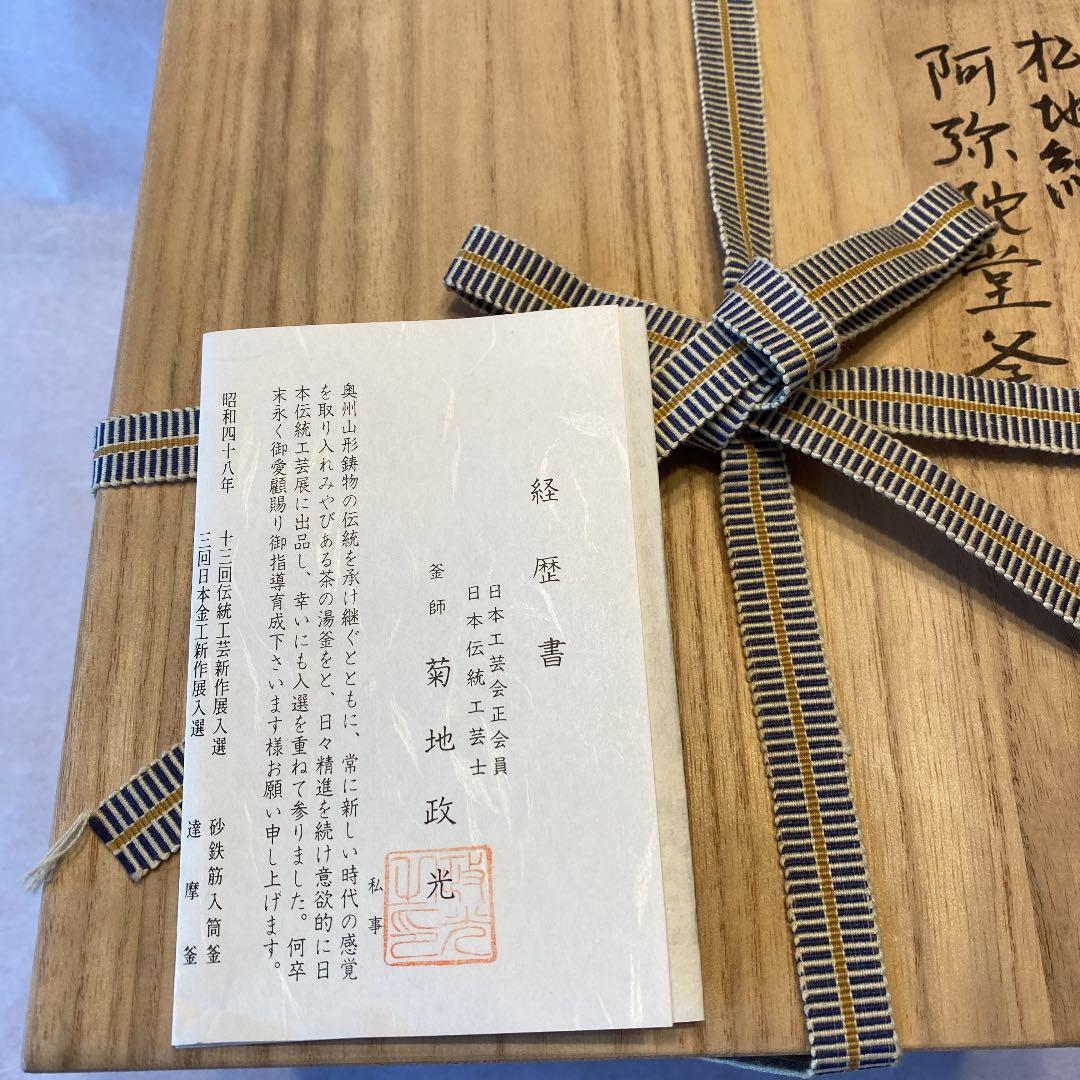 松地紋
阿弥陀堂釜
経歴書
日本工芸会正会員
日本伝統工芸士
釜師 菊地政光
私事
奥州山形鋳物の伝統を承け継ぐとともに、常に新しい時代の感覚
を取り入れみやびある茶の湯釜をと、日々精進を続け意欲的に日
本伝統工芸展に出品し、幸いにも入選を重ねて参りました。何卒
末永く御愛顧賜り御指導育成下さいます様お願い申し上げます。
昭和四十八年 十三回伝統工芸新作展入選 砂鉄筋入筒釜
三回日本金工新作展入選 達摩釜